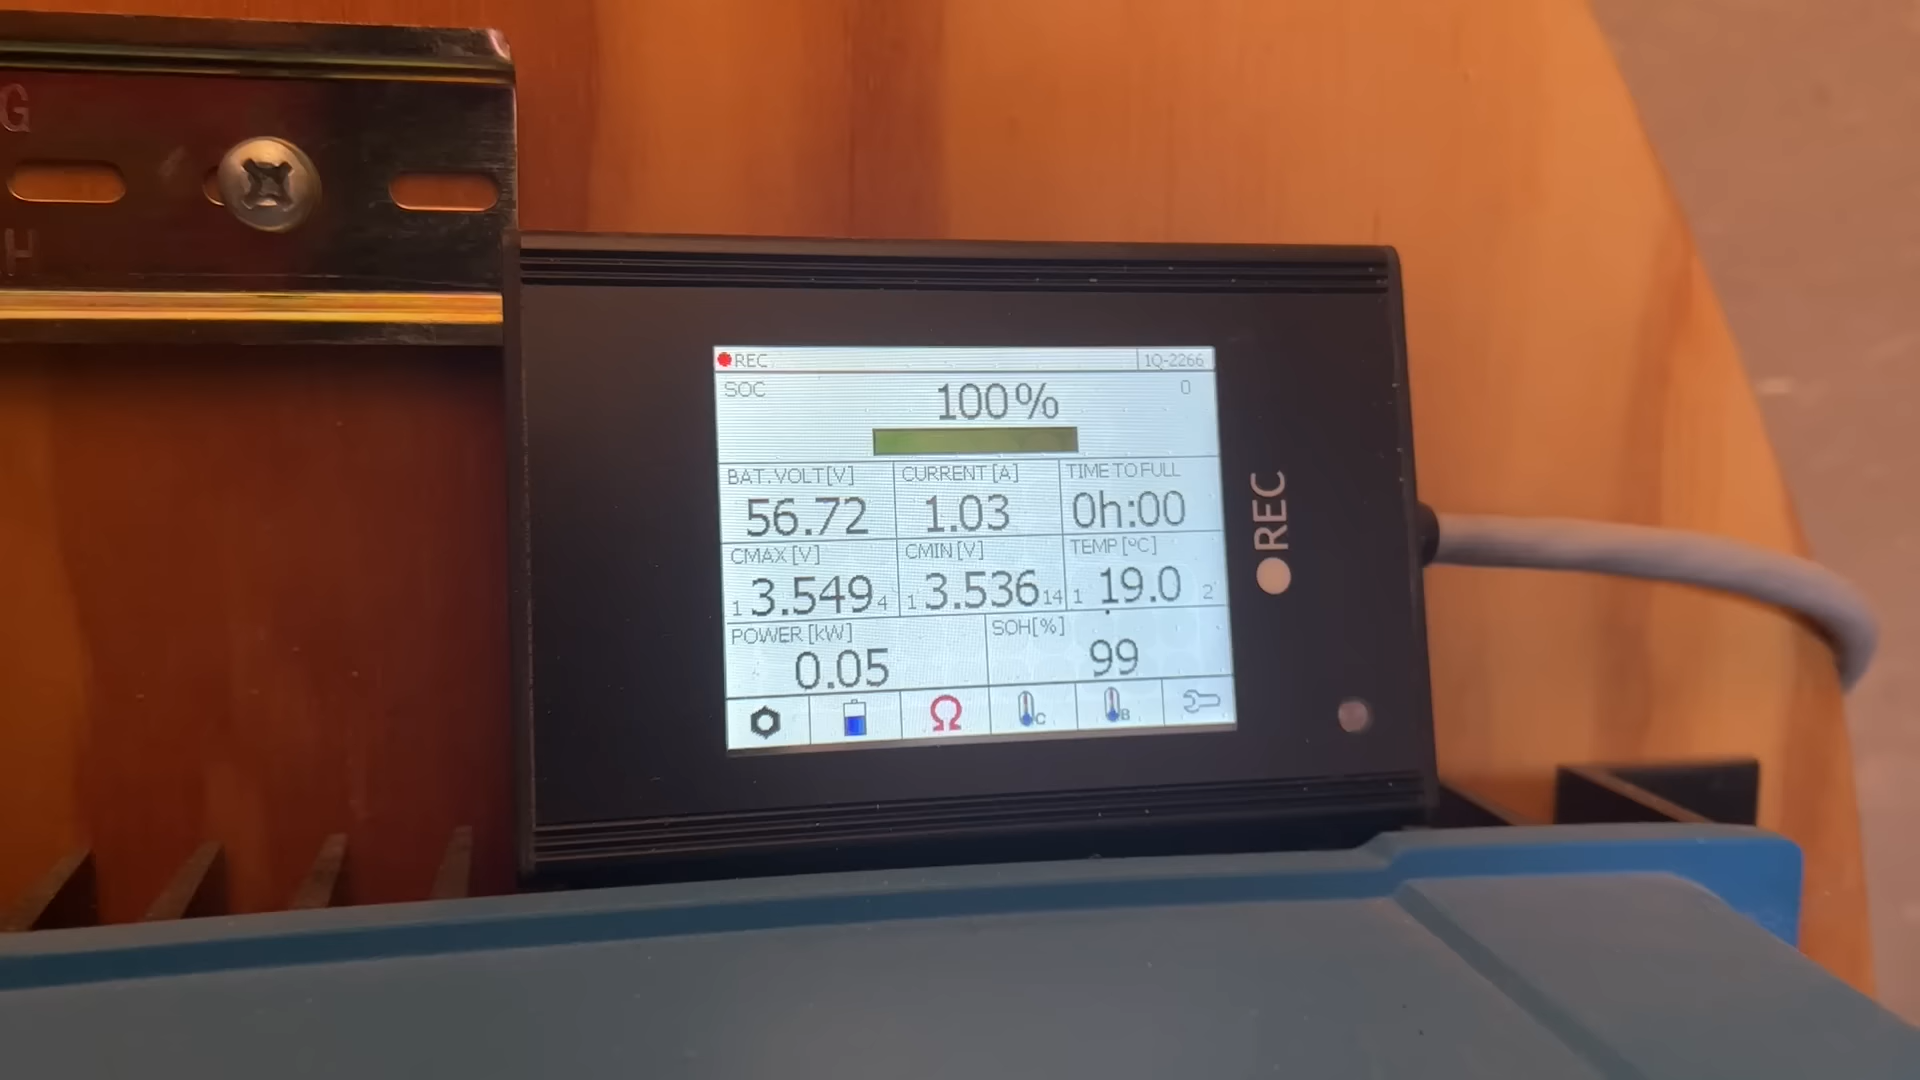 G
H
REC
1Q-2266
SOC
100%
0
BAT.VOLT[V]
CURRENT [A]
TIME TO FULL
56.72
1.03
0h:00
CMAX [V]
CMIN [V]
TEMP [ºC]
1 3.549 4
1 3.536 14
1 19.0 2
POWER [kW]
SOH[%]
0.05
99
Ω
C
B
REC